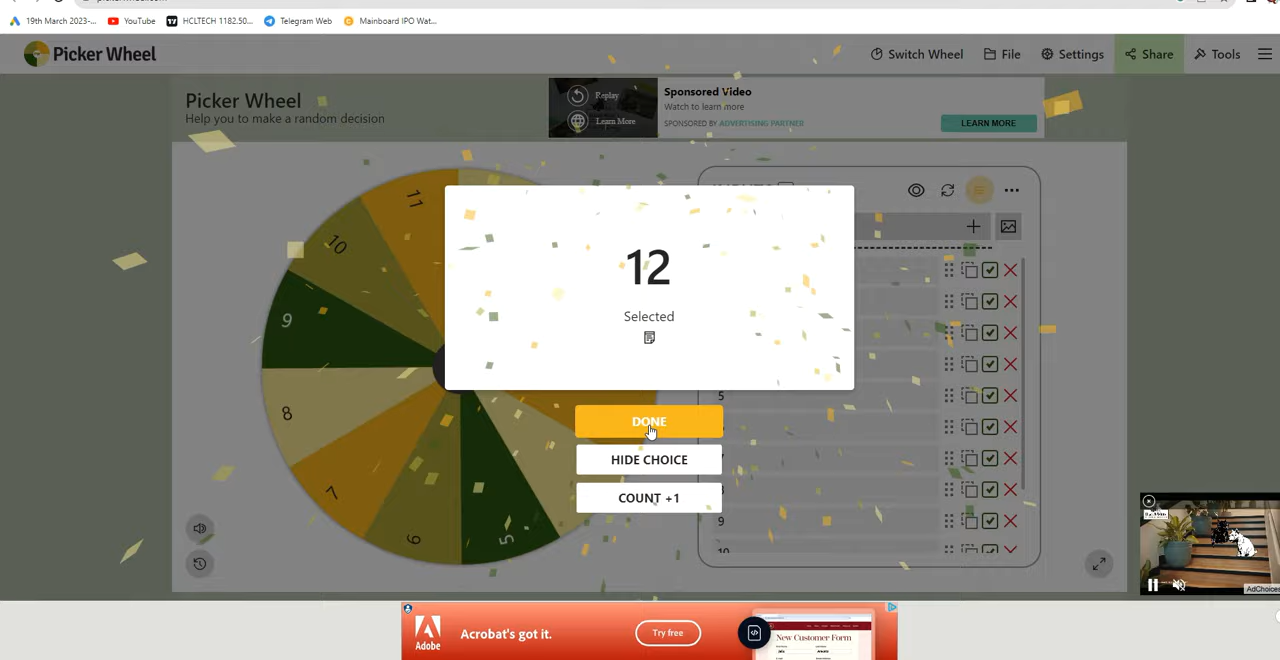 19th March 2023-...
YouTube
HCLTECH 1182.50...
Telegram Web
Mainboard IPO Wat...
Picker Wheel
Switch Wheel
File
Settings
Share
Tools
Picker Wheel
Help you to make a random decision
Replay
Learn More
Sponsored Video
Watch to learn more
SPONSORED BY ADVERTISING PARTNER
LEARN MORE
11
10
9
8
7
6
5
12
Selected
DONE
HIDE CHOICE
COUNT +1
5
9
10
AdChoices
Adobe
Acrobat's got it.
Try free
New Customer Form